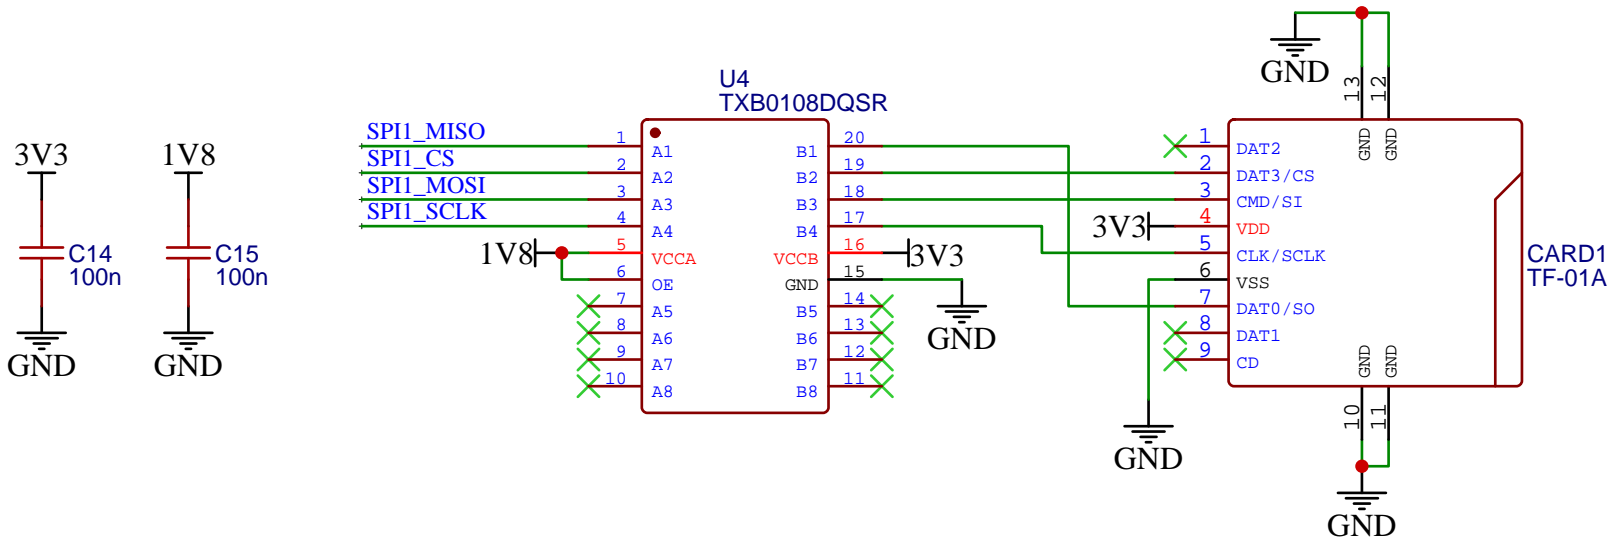 3V3
C14
100n
GND
1V8
C15
100n
GND
SPI1_MISO
SPI1_CS
SPI1_MOSI
SPI1_SCLK
1V8
U4
TXB0108DQSR
1 A1 B1 20
2 A2 B2 19
3 A3 B3 18
4 A4 B4 17
5 VCCA VCCB 16
6 OE GND 15
7 A5 B5 14
8 A6 B6 13
9 A7 B7 12
10 A8 B8 11
3V3
GND
GND
13 12
GND GND
1 DAT2
2 DAT3/CS
3 CMD/SI
3V3 4 VDD
5 CLK/SCLK
6 VSS
7 DAT0/SO
8 DAT1
9 CD
GND GND
10 11
GND
GND
CARD1
TF-01A